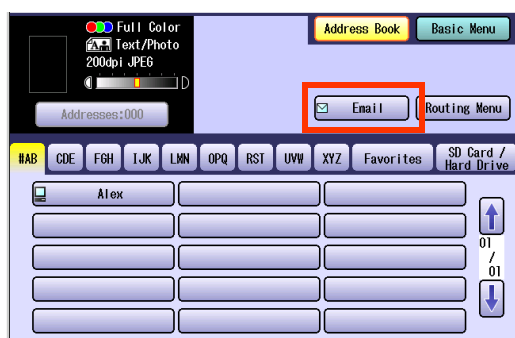 Full Color
A A Text/Photo
200dpi JPEG
D
Addresses:000
Address Book
Basic Menu
Email
Routing Menu
#AB
CDE
FGH
IJK
LMN
OPQ
RST
UVW
XYZ
Favorites
SD Card /
Hard Drive
Alex
01
/
01